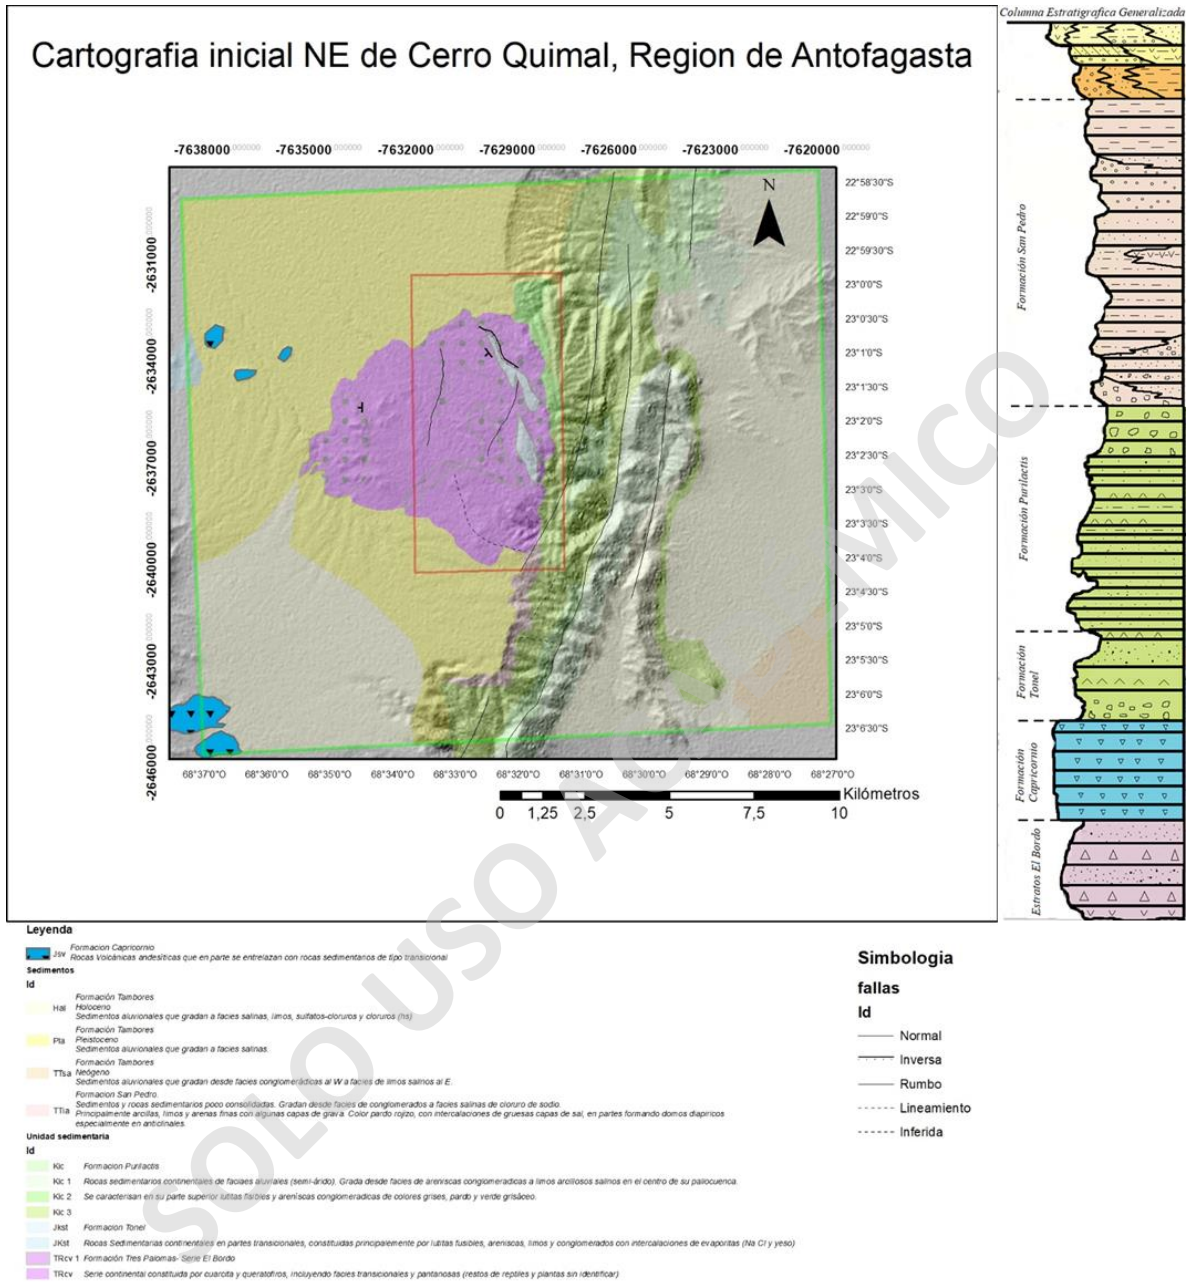 Columna Estratigrafica Generalizada
Cartografia inicial NE de Cerro Quimal, Region de Antofagasta
-7638000 -7635000 -7632000 -7629000 -7626000 -7623000 -7620000
N
22°58'30"S
22°59'0"S
22°59'30"S
23°0'0"S
23°0'30"S
23°1'0"S
23°1'30"S
23°2'0"S
23°2'30"S
23°3'0"S
23°3'30"S
23°4'0"S
23°4'30"S
23°5'0"S
23°5'30"S
23°6'0"S
23°6'30"S
-2631000
-2634000
-2637000
-2640000
-2643000
-2646000
68°37'0"O 68°36'0"O 68°35'0"O 68°34'0"O 68°33'0"O 68°32'0"O 68°31'0"O 68°30'0"O 68°29'0"O 68°28'0"O 68°27'0"O
Kilómetros
0 1,25 2,5 5 7,5 10
Formación San Pedro
Formación Purilactis
Formación Tonel
Formación Capricornio
Estratos El Bordo
SOLO USO ACADEMICO
Leyenda
Jsv Formacion Capricornio
Rocas Volcánicas andesíticas que en parte se entrelazan con rocas sedimentarios de tipo transicional
Sedimentos
Id
Formación Tambores
Hal Holoceno
Sedimentos aluvionales que gradan a facies salinas, limos, sulfatos-cloruros y cloruros (hs)
Formación Tambores
Pla Pleistoceno
Sedimentos aluvionales que gradan a facies salinas.
Formación Tambores
TTsa Neógeno
Sedimentos aluvionales que gradan desde facies conglomerádicas al W a facies de limos salinos al E.
Formacion San Pedro.
TTia Sedimentos y rocas sedimentarios poco consolidadas. Gradan desde facies de conglomerados a facies salinas de cloruro de sodio.
Principalmente arcillas, limos y arenas finas con algunas capas de grava. Color pardo rojizo, con intercalaciones de gruesas capas de sal, en partes formando domos diapiricos
especialmente en anticlinales.
Unidad sedimentaria
Id
Kic Formacion Purilactis
Kic 1 Rocas sedimentarios continentales de faciaes aluviales (semi-árido). Grada desde facies de areniscas conglomeradicas a limos arcillosos salinos en el centro de su paliocuenca.
Kic 2 Se caracterisan en su parte superior lutitas faribles y areniscas conglomeradicas de colores grises, pardo y verde grisáceo.
Kic 3
Jkst Formacion Tonel
JKst Rocas Sedimentarias continentales en partes transicionales, constituidas principalmente por lutitas fusibles, areniscas, limos y conglomerados con intercalaciones de evaporitas (Na Cl y yeso)
TRcv 1 Formación Tres Palomas- Serie El Bordo
TRcv Serie continental constituida por cuarcita y queratofiros, incluyendo facies transicionales y pantanosas (restos de reptiles y plantas sin identificar)
Simbologia
fallas
Id
Normal
Inversa
Rumbo
Lineamiento
Inferida